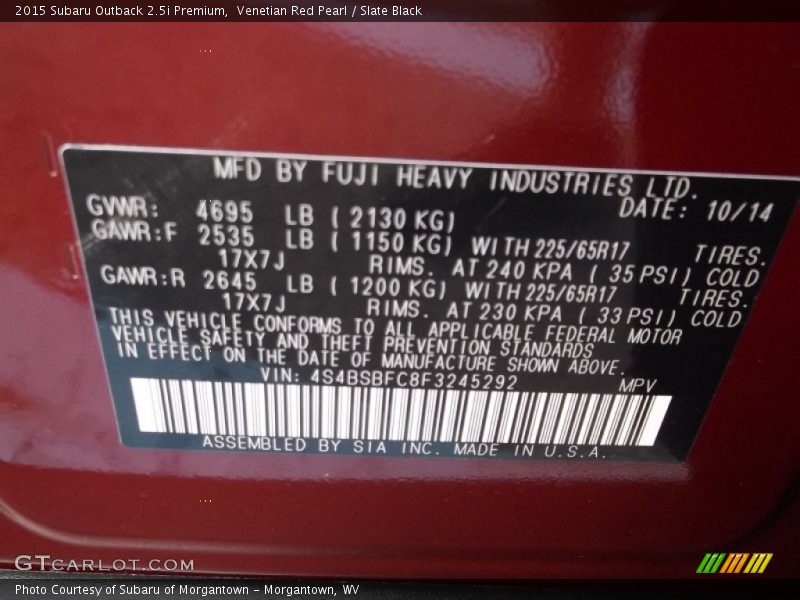 2015 Subaru Outback 2.5i Premium,  Venetian Red Pearl / Slate Black
MFD BY FUJI HEAVY INDUSTRIES LTD.
GVWR: 4695 LB ( 2130 KG) DATE: 10/14
GAWR:F 2535 LB ( 1150 KG) WITH 225/65R17 TIRES.
17X7J RIMS. AT 240 KPA ( 35 PSI) COLD
GAWR:R 2645 LB ( 1200 KG) WITH 225/65R17 TIRES.
17X7J RIMS. AT 230 KPA ( 33 PSI) COLD
THIS VEHICLE CONFORMS TO ALL APPLICABLE FEDERAL MOTOR
VEHICLE SAFETY AND THEFT PREVENTION STANDARDS
IN EFFECT ON THE DATE OF MANUFACTURE SHOWN ABOVE.
VIN: 4S4BSBFC8F3245292 MPV
ASSEMBLED BY SIA INC. MADE IN U.S.A.
GTCARLOT.COM
Photo Courtesy of Subaru of Morgantown – Morgantown, WV